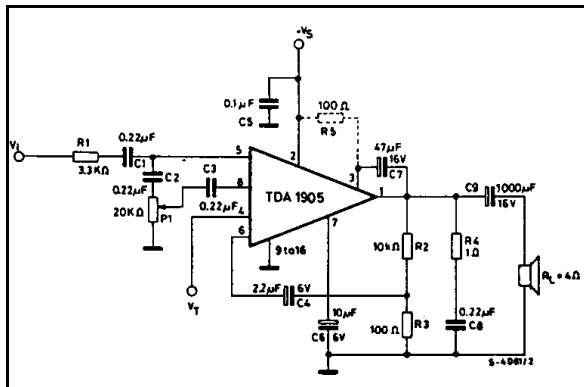 -Vs
0.1µF
C5
100Ω
R5
47µF
16V
C7
Vi
R1
3.3KΩ
0.22µF
C1
C2
0.22µF
20KΩ
P1
C3
0.22µF
5
8
4
6
2
3
1
7
TDA 1905
9 to 16
VT
2.2µF
6V
C4
10µF
C6
6V
10kΩ
R2
100Ω
R3
R4
1Ω
0.22µF
C8
C9
1000µF
16V
RL = 4Ω
S-4081/2